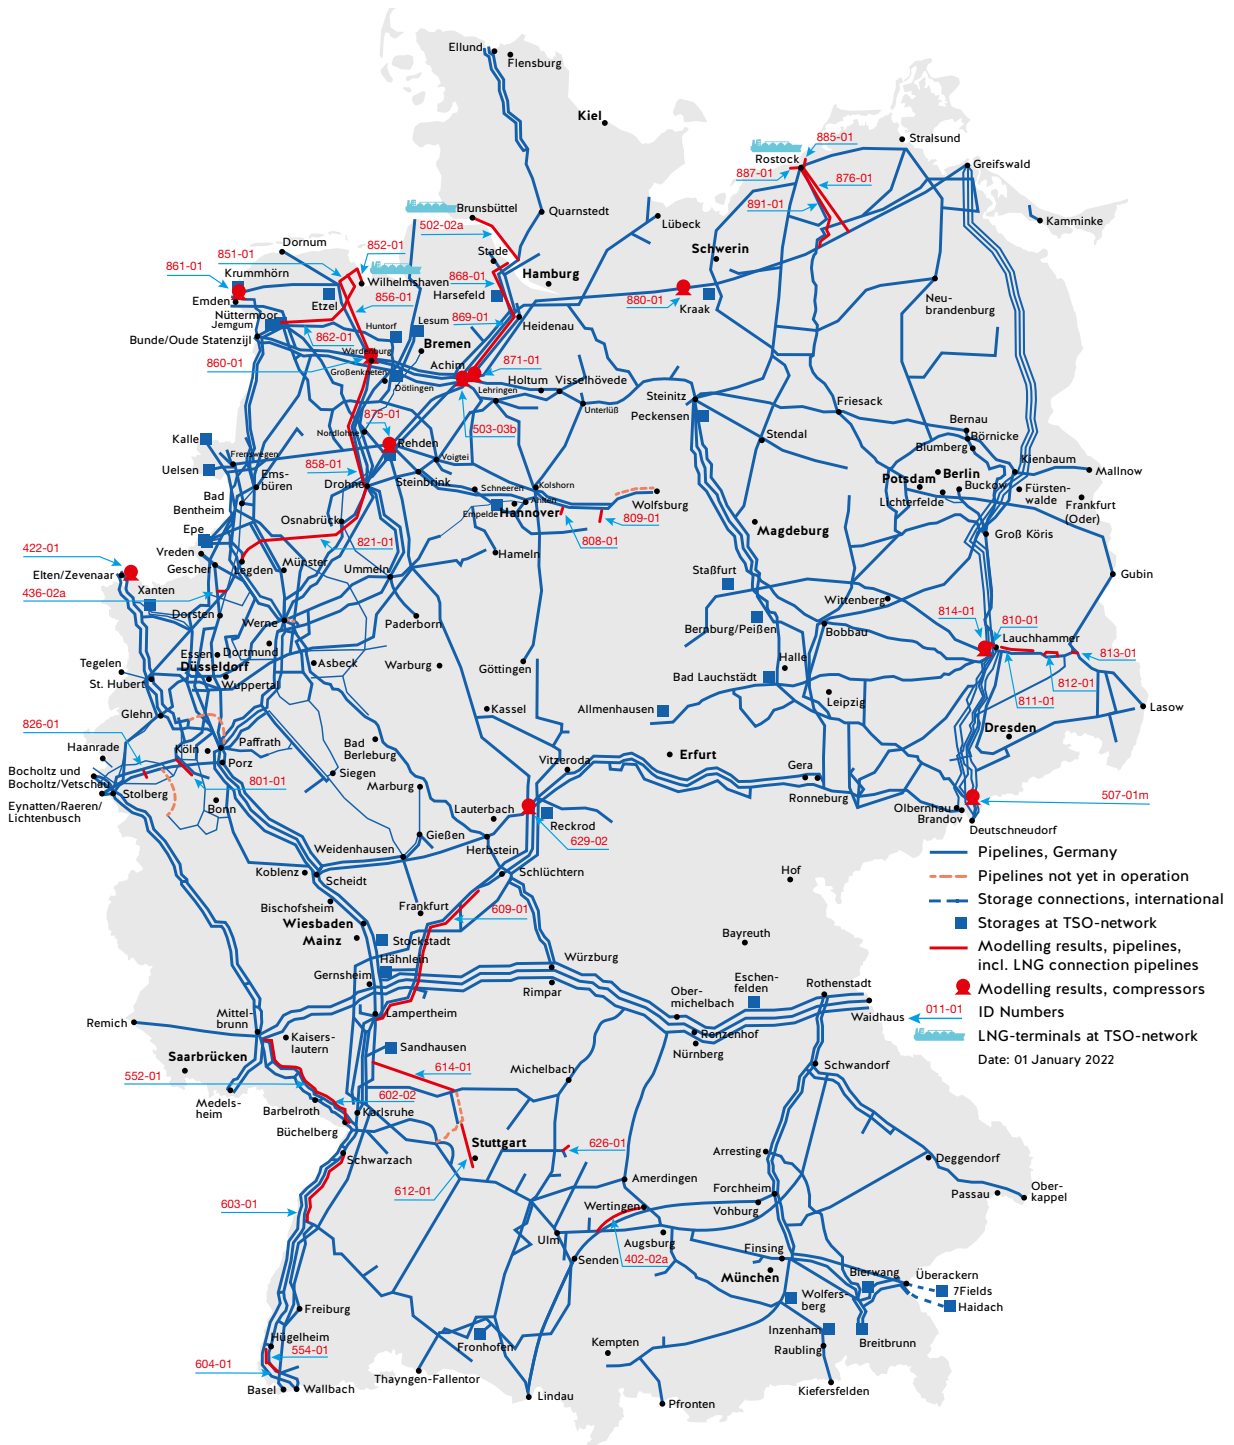 Ellund
Flensburg
Kiel
885-01
Rostock
Stralsund
Greifswald
887-01
876-01
891-01
Brunsbüttel
Quarnstedt
502-02a
Lübeck
Kamminke
Dornum
852-01
851-01
Stade
Schwerin
861-01
Krummhörn
Wilhelmshaven
868-01
Hamburg
Harsefeld
856-01
Etzel
Emden
Nüttermoor
Jemgum
880-01
Kraak
Neu-
brandenburg
Huntorf
Lesum
869-01
Heidenau
Bunde/Oude Statenzijl
862-01
Bremen
Wardenburg
860-01
Großenkneten
Achim
871-01
Dötlingen
Lehringen
Holtum
Visselhövede
Unterlüß
Steinitz
Peckensen
Friesack
875-01
503-03b
Bernau
Börnicke
Blumberg
Stendal
Kalle
Nordlohne
Rehden
Frenswegen
Voigtei
Uelsen
858-01
Ems-
büren
Drohne
Steinbrink
Kienbaum
Mallnow
Potsdam
Berlin
Buckow
Lichterfelde
Fürsten-
walde
Frankfurt
(Oder)
Schneeren
Kolshorn
Ahlten
Bad
Bentheim
Empelde
Hannover
Wolfsburg
809-01
808-01
Osnabrück
Magdeburg
Epe
821-01
Groß Köris
422-01
Vreden
Gescher
Hameln
Elten/Zevenaar
Legden
Münster
Ummeln
Staßfurt
Gubin
Xanten
436-02a
Wittenberg
Dorsten
Werne
Paderborn
Bernburg/Peißen
Bobbau
814-01
810-01
Lauchhammer
Essen
Dortmund
Tegelen
Düsseldorf
Asbeck
Warburg
Göttingen
Halle
813-01
St. Hubert
Wuppertal
Bad Lauchstädt
812-01
811-01
Glehn
Kassel
Allmenhausen
Leipzig
Lasow
826-01
Haanrade
Köln
Paffrath
Bad
Berleburg
Dresden
Porz
Vitzeroda
Erfurt
Bocholtz und
Bocholtz/Vetschau
Siegen
Gera
801-01
Marburg
Stolberg
Ronneburg
507-01m
Eynatten/Raeren/
Lichtenbusch
Bonn
Lauterbach
Reckrod
Olbernhau
Brandov
Deutschneudorf
Gießen
629-02
Weidenhausen
Herbstein
Pipelines, Germany
Koblenz
Scheidt
Schlüchtern
Hof
Pipelines not yet in operation
Storage connections, international
Bischofsheim
Frankfurt
609-01
Wiesbaden
Storages at TSO-network
Mainz
Stockstadt
Bayreuth
Modelling results, pipelines,
incl. LNG connection pipelines
Hähnlein
Gernsheim
Würzburg
Eschen-
felden
Rothenstadt
Modelling results, compressors
Rimpar
Ober-
michelbach
011-01
ID Numbers
Remich
Mittel-
brunn
Lampertheim
Waidhaus
Renzenhof
Nürnberg
LNG-terminals at TSO-network
Date: 01 January 2022
Kaisers-
lautern
Sandhausen
Saarbrücken
614-01
Michelbach
Schwandorf
552-01
602-02
Medels-
heim
Barbelroth
Karlsruhe
Büchelberg
Stuttgart
626-01
Arresting
Deggendorf
Schwarzach
612-01
Amerdingen
Forchheim
Passau
Ober-
kappel
603-01
Wertingen
Vohburg
Ulm
Augsburg
Finsing
Senden
402-02a
München
Bierwang
Überackern
7Fields
Haidach
Wolfers-
berg
Freiburg
Inzenham
Breitbrunn
Raubling
Hügelheim
554-01
Fronhofen
Kempten
604-01
Basel
Wallbach
Thayngen-Fallentor
Lindau
Kiefersfelden
Pfronten